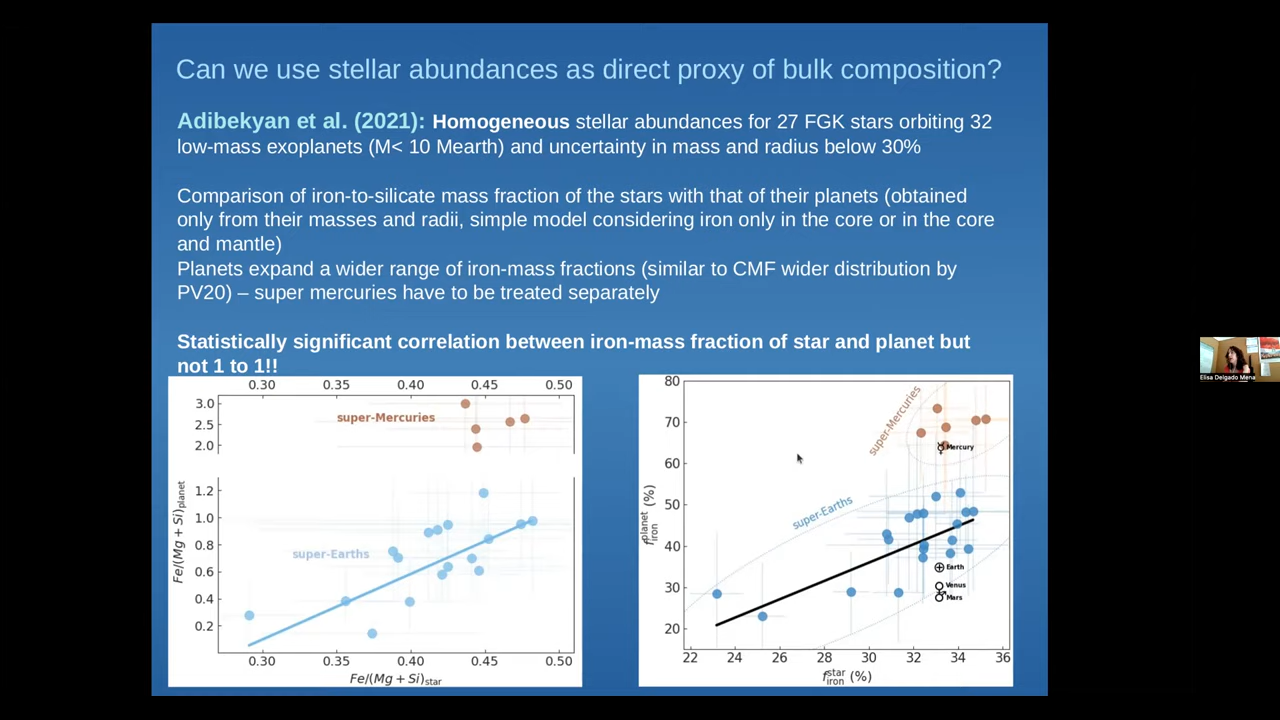 Can we use stellar abundances as direct proxy of bulk composition?
Adibekyan et al. (2021): Homogeneous stellar abundances for 27 FGK stars orbiting 32
low-mass exoplanets (M< 10 Mearth) and uncertainty in mass and radius below 30%
Comparison of iron-to-silicate mass fraction of the stars with that of their planets (obtained
only from their masses and radii, simple model considering iron only in the core or in the core
and mantle)
Planets expand a wider range of iron-mass fractions (similar to CMF wider distribution by
PV20) – super mercuries have to be treated separately
Statistically significant correlation between iron-mass fraction of star and planet but
not 1 to 1!!
0.30 0.35 0.40 0.45 0.50
3.0
2.5
2.0
super-Mercuries
1.2
1.0
0.8
0.6
0.4
0.2
super-Earths
Fe/(Mg + Si)planet
0.30 0.35 0.40 0.45 0.50
Fe/(Mg + Si)star
80
70
60
50
40
30
20
super-Mercuries
Mercury
super-Earths
Earth
Venus
Mars
f planet iron (%)
22 24 26 28 30 32 34 36
f star iron (%)
Elisa Delgado Mena